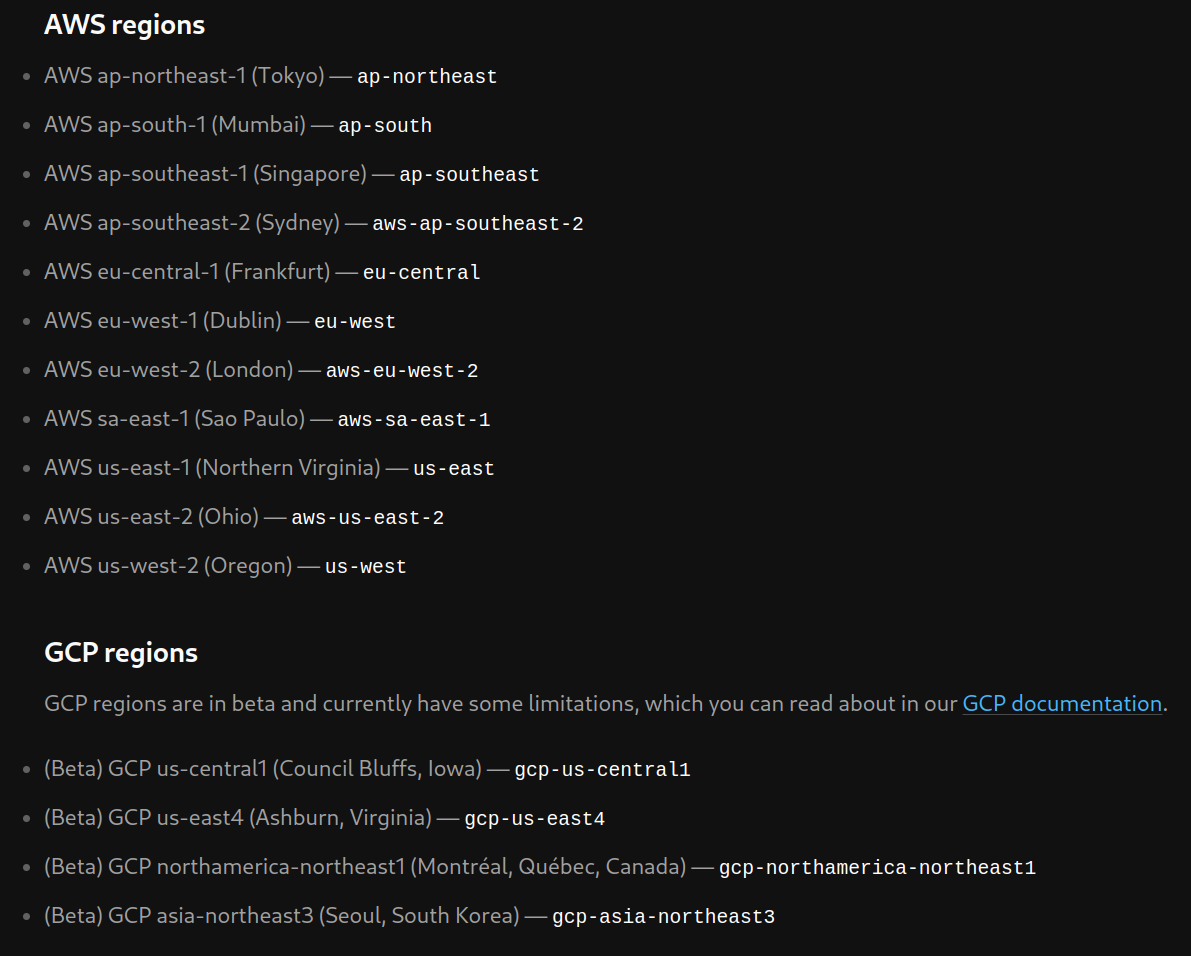 AWS regions
• AWS ap-northeast-1 (Tokyo) — ap-northeast
• AWS ap-south-1 (Mumbai) — ap-south
• AWS ap-southeast-1 (Singapore) — ap-southeast
• AWS ap-southeast-2 (Sydney) — aws-ap-southeast-2
• AWS eu-central-1 (Frankfurt) — eu-central
• AWS eu-west-1 (Dublin) — eu-west
• AWS eu-west-2 (London) — aws-eu-west-2
• AWS sa-east-1 (Sao Paulo) — aws-sa-east-1
• AWS us-east-1 (Northern Virginia) — us-east
• AWS us-east-2 (Ohio) — aws-us-east-2
• AWS us-west-2 (Oregon) — us-west
GCP regions
GCP regions are in beta and currently have some limitations, which you can read about in our GCP documentation.
• (Beta) GCP us-central1 (Council Bluffs, Iowa) — gcp-us-central1
• (Beta) GCP us-east4 (Ashburn, Virginia) — gcp-us-east4
• (Beta) GCP northamerica-northeast1 (Montréal, Québec, Canada) — gcp-northamerica-northeast1
• (Beta) GCP asia-northeast3 (Seoul, South Korea) — gcp-asia-northeast3